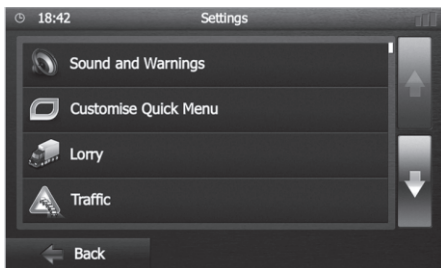 18:42 Settings
Sound and Warnings
Customise Quick Menu
Lorry
Traffic
Back